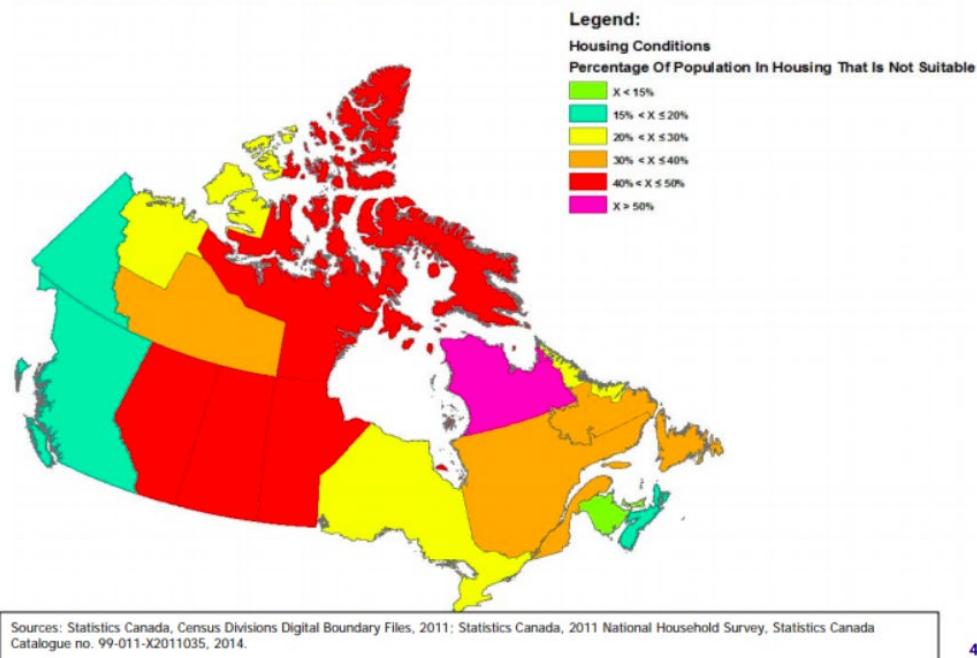 Legend:
Housing Conditions
Percentage Of Population In Housing That Is Not Suitable
X < 15%
15% < X ≤ 20%
20% < X ≤ 30%
30% < X ≤ 40%
40% < X ≤ 50%
X > 50%
Sources: Statistics Canada, Census Divisions Digital Boundary Files, 2011; Statistics Canada, 2011 National Household Survey, Statistics Canada
Catalogue no. 99-011-X2011035, 2014.
4